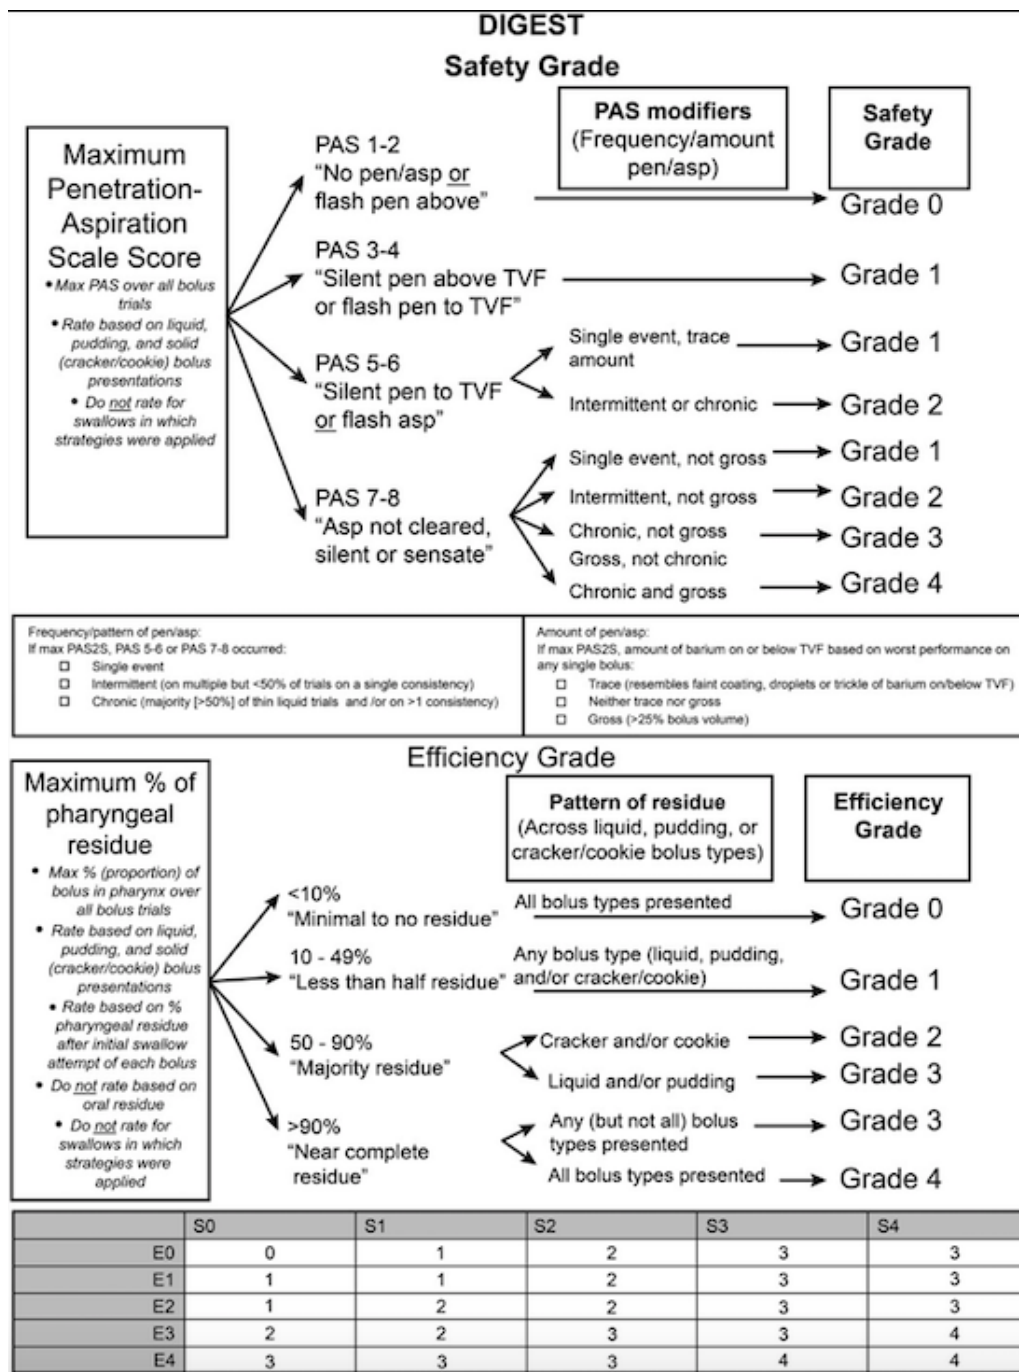 DIGEST
Safety Grade
Maximum
Penetration-
Aspiration
Scale Score
• Max PAS over all bolus
trials
• Rate based on liquid,
pudding, and solid
(cracker/cookie) bolus
presentations
• Do not rate for
swallows in which
strategies were applied
PAS modifiers
(Frequency/amount
pen/asp)
Safety
Grade
PAS 1-2
"No pen/asp or
flash pen above"
Grade 0
PAS 3-4
"Silent pen above TVF
or flash pen to TVF"
Grade 1
PAS 5-6
"Silent pen to TVF
or flash asp"
Single event, trace
amount
Grade 1
Intermittent or chronic
Grade 2
PAS 7-8
"Asp not cleared,
silent or sensate"
Single event, not gross
Grade 1
Intermittent, not gross
Grade 2
Chronic, not gross
Gross, not chronic
Grade 3
Chronic and gross
Grade 4
Frequency/pattern of pen/asp:
If max PAS2S, PAS 5-6 or PAS 7-8 occurred:
☐ Single event
☐ Intermittent (on multiple but <50% of trials on a single consistency)
☐ Chronic (majority [>50%] of thin liquid trials and /or on >1 consistency)
Amount of pen/asp:
If max PAS2S, amount of barium on or below TVF based on worst performance on
any single bolus:
☐ Trace (resembles faint coating, droplets or trickle of barium on/below TVF)
☐ Neither trace nor gross
☐ Gross (>25% bolus volume)
Efficiency Grade
Maximum % of
pharyngeal
residue
• Max % (proportion) of
bolus in pharynx over
all bolus trials
• Rate based on liquid,
pudding, and solid
(cracker/cookie) bolus
presentations
• Rate based on %
pharyngeal residue
after initial swallow
attempt of each bolus
• Do not rate based on
oral residue
• Do not rate for
swallows in which
strategies were
applied
Pattern of residue
(Across liquid, pudding, or
cracker/cookie bolus types)
Efficiency
Grade
<10%
"Minimal to no residue"
All bolus types presented
Grade 0
10 - 49%
"Less than half residue"
Any bolus type (liquid, pudding,
and/or cracker/cookie)
Grade 1
50 - 90%
"Majority residue"
Cracker and/or cookie
Grade 2
Liquid and/or pudding
Grade 3
>90%
"Near complete
residue"
Any (but not all) bolus
types presented
Grade 3
All bolus types presented
Grade 4
S0 S1 S2 S3 S4
E0 0 1 2 3 3
E1 1 1 2 3 3
E2 1 2 2 3 3
E3 2 2 3 3 4
E4 3 3 3 4 4